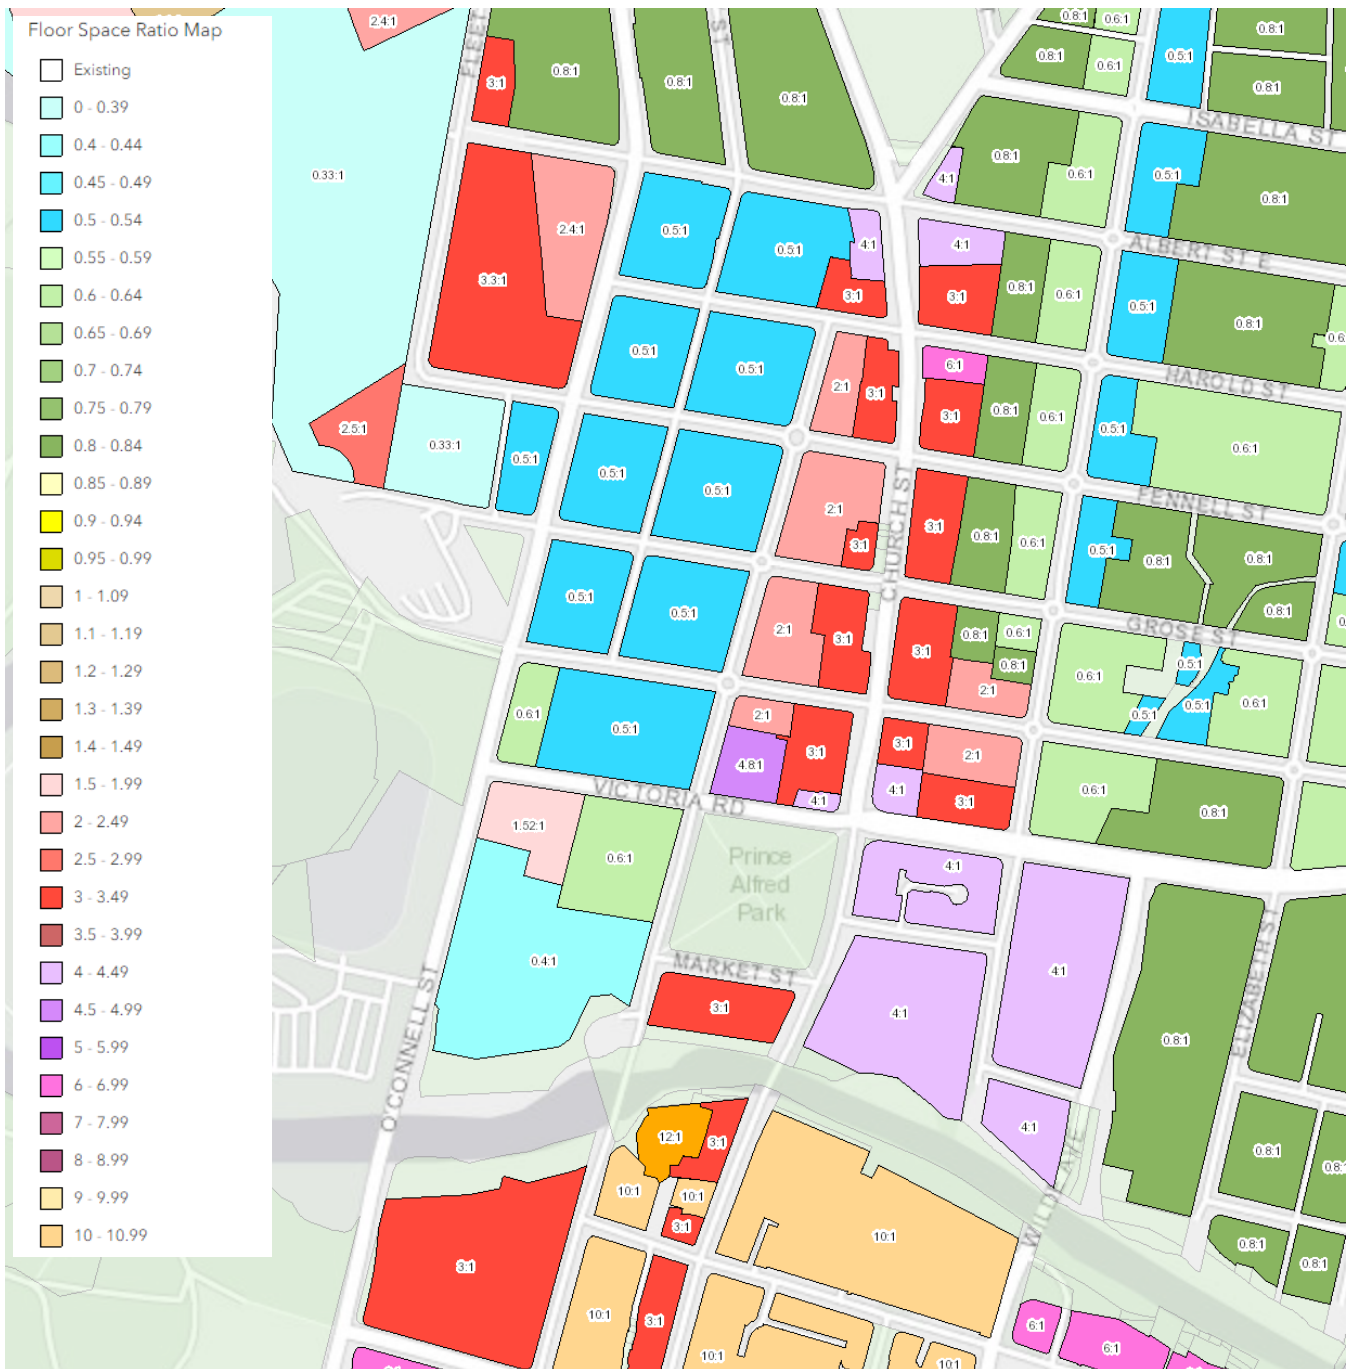 Floor Space Ratio Map
Existing
0 - 0.39
0.4 - 0.44
0.45 - 0.49
0.5 - 0.54
0.55 - 0.59
0.6 - 0.64
0.65 - 0.69
0.7 - 0.74
0.75 - 0.79
0.8 - 0.84
0.85 - 0.89
0.9 - 0.94
0.95 - 0.99
1 - 1.09
1.1 - 1.19
1.2 - 1.29
1.3 - 1.39
1.4 - 1.49
1.5 - 1.99
2 - 2.49
2.5 - 2.99
3 - 3.49
3.5 - 3.99
4 - 4.49
4.5 - 4.99
5 - 5.99
6 - 6.99
7 - 7.99
8 - 8.99
9 - 9.99
10 - 10.99
2.4:1
FLEET
ST
0.8:1 0.6:1
0.8:1
0.8:1
0.6:1
0.5:1
0.8:1
3:1
0.8:1
0.8:1
0.8:1
ISABELLA ST
0.33:1
4:1
0.8:1
0.6:1
0.5:1
0.8:1
3.3:1
2.4:1
0.5:1
0.5:1
4:1
3:1
4:1
3:1
0.8:1
0.6:1
ALBERT ST E
0.5:1
0.8:1
0.5:1
0.5:1
2:1
3:1
6:1
3:1
0.8:1
0.6:1
HAROLD ST
0.5:1
0.6:1
2.5:1
0.33:1
0.5:1
0.5:1
0.5:1
2:1
3:1
CHURCH ST
3:1
0.8:1
0.6:1
FENNELL ST
0.5:1
0.8:1
0.8:1
0.8:1
0.5:1
0.5:1
2:1
3:1
3:1
0.8:1
0.6:1
0.8:1
2:1
GROSE ST
0.6:1
0.5:1
0.5:1
0.5:1
0.6:1
0.6:1
0.5:1
2:1
4.8:1
3:1
4:1
3:1
2:1
4:1
3:1
0.6:1
0.8:1
VICTORIA RD
1.52:1
0.6:1
Prince
Alfred
Park
4:1
4:1
0.4:1
MARKET ST
3:1
4:1
0.8:1
ELIZABETH ST
O'CONNELL ST
12:1
3:1
4:1
0.8:1
0.8:1
10:1
10:1
3:1
10:1
WILDE AVE
0.8:1
0.8:1
3:1
10:1
3:1
10:1
10:1
6:1
6:1